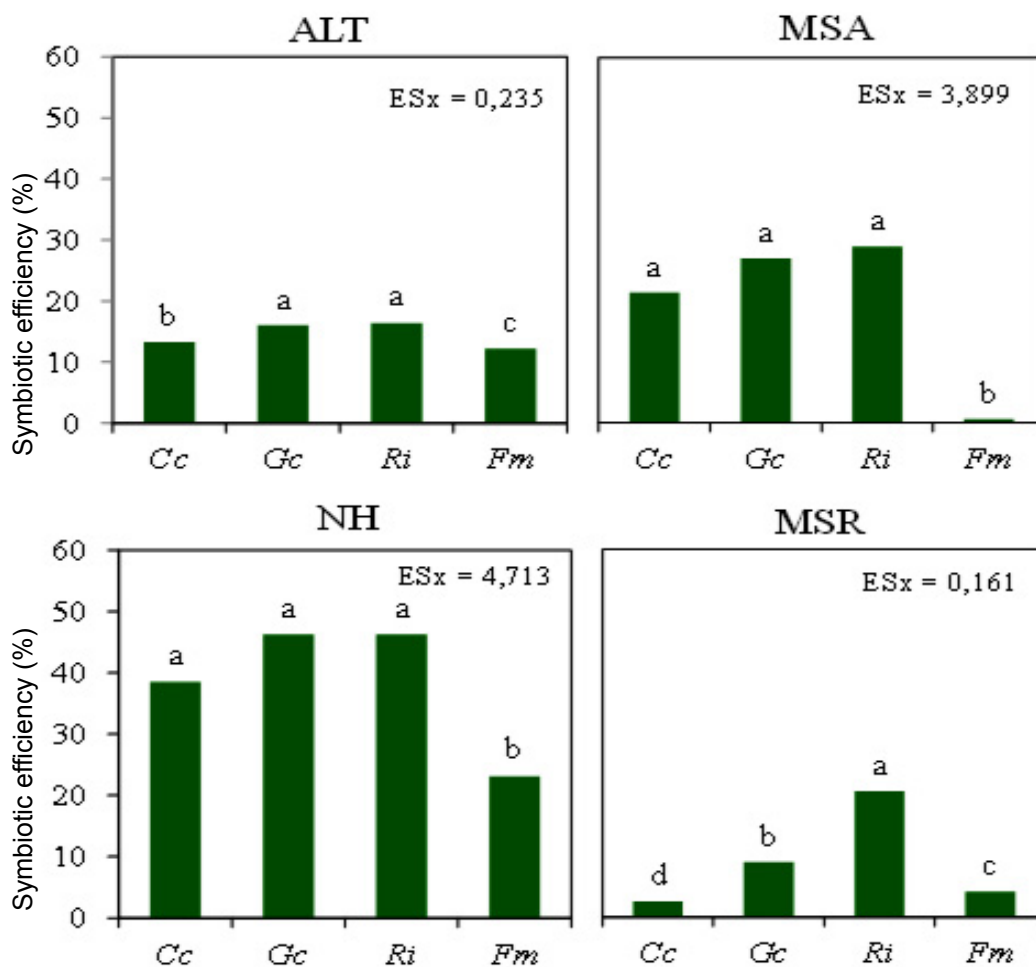 ALT
MSA
60
50
40
30
20
10
0
Symbiotic efficiency (%)
ESx = 0,235
ESx = 3,899
b
a
a
c
a
a
a
b
Cc
Gc
Ri
Fm
Cc
Gc
Ri
Fm
NH
MSR
60
50
40
30
20
10
0
Symbiotic efficiency (%)
ESx = 4,713
ESx = 0,161
a
a
a
b
d
b
a
c
Cc
Gc
Ri
Fm
Cc
Gc
Ri
Fm